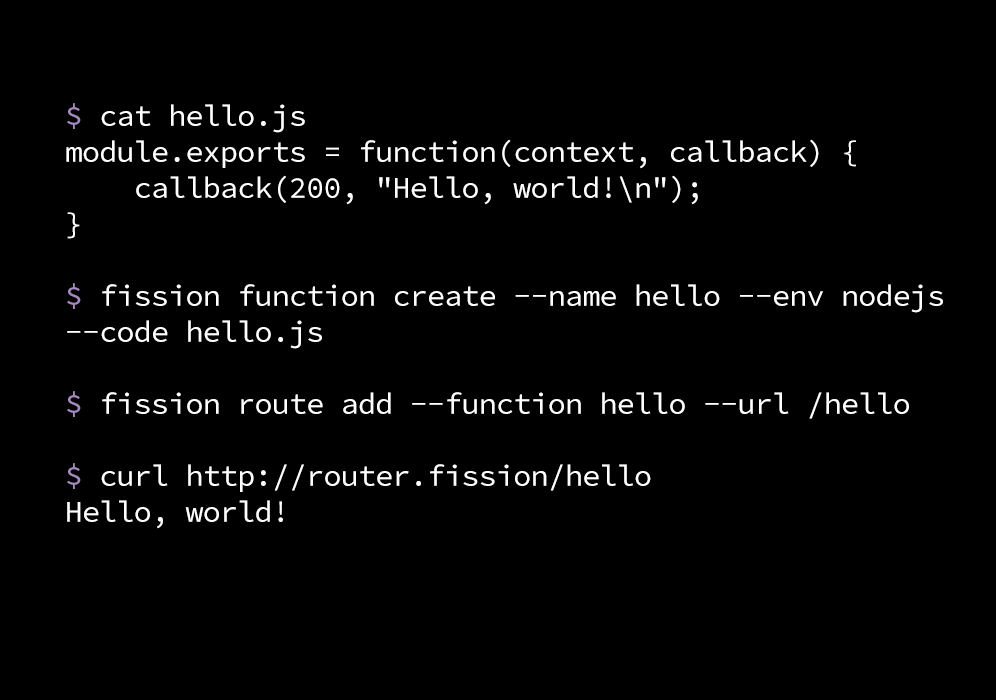 $ cat hello.js
module.exports = function(context, callback) {
    callback(200, "Hello, world!\n");
}
$ fission function create --name hello --env nodejs
--code hello.js
$ fission route add --function hello --url /hello
$ curl http://router.fission/hello
Hello, world!